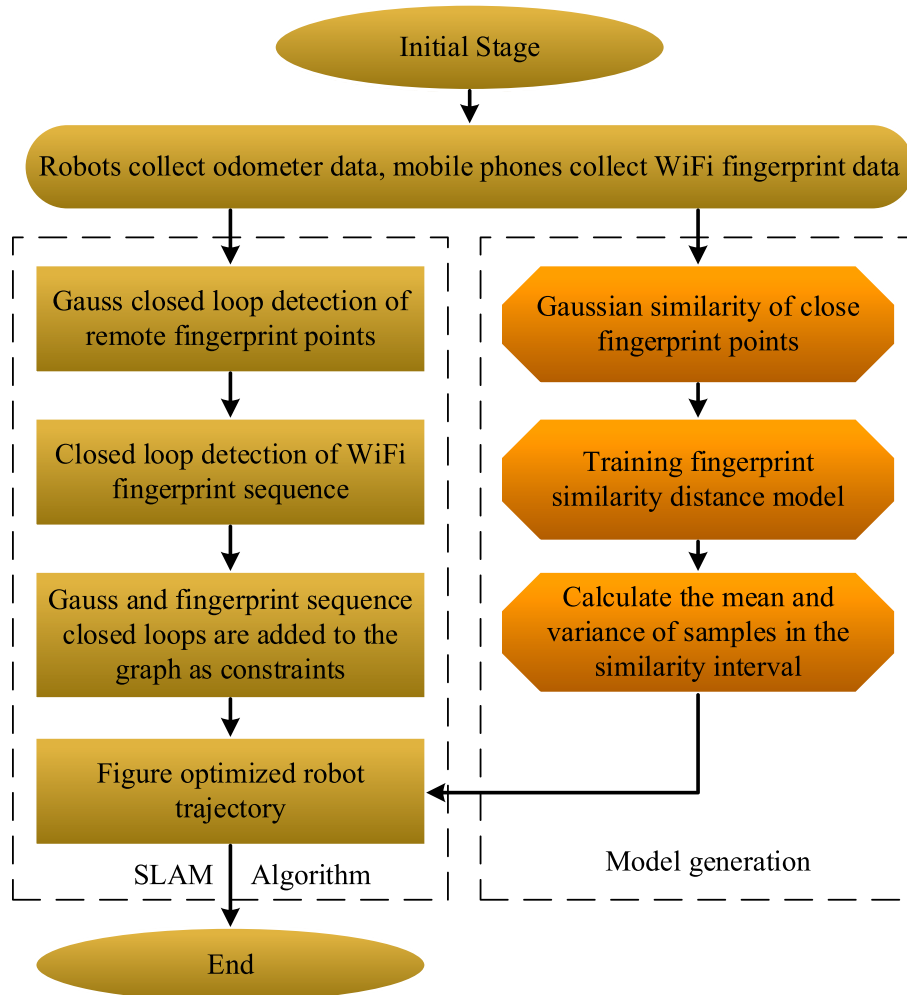 Initial Stage
Robots collect odometer data, mobile phones collect WiFi fingerprint data
Gauss closed loop detection of
remote fingerprint points
Closed loop detection of WiFi
fingerprint sequence
Gauss and fingerprint sequence
closed loops are added to the
graph as constraints
Figure optimized robot
trajectory
SLAM Algorithm
Gaussian similarity of close
fingerprint points
Training fingerprint
similarity distance model
Calculate the mean and
variance of samples in the
similarity interval
Model generation
End